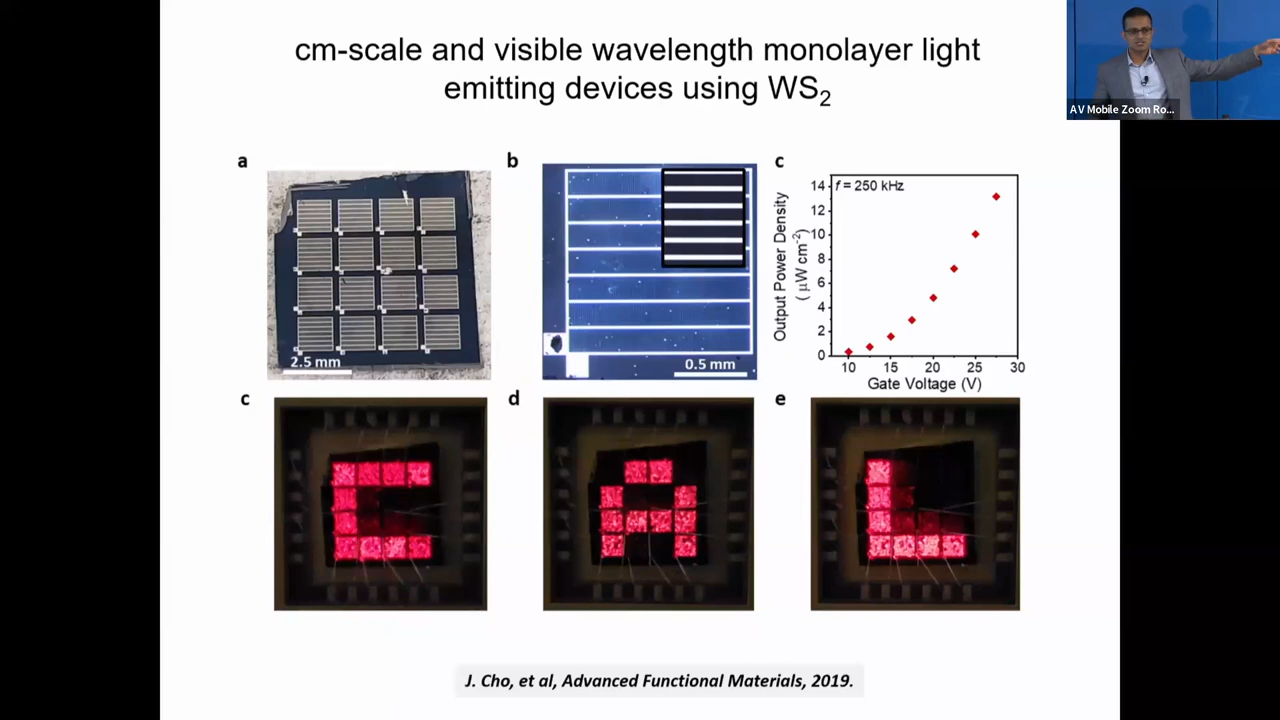 cm-scale and visible wavelength monolayer light
emitting devices using WS₂
AV Mobile Zoom Ro...
a
2.5 mm
b
0.5 mm
c
f = 250 kHz
Output Power Density
( μW cm⁻²)
14
12
10
8
6
4
2
0
10 15 20 25 30
Gate Voltage (V)
c
d
e
J. Cho, et al, Advanced Functional Materials, 2019.